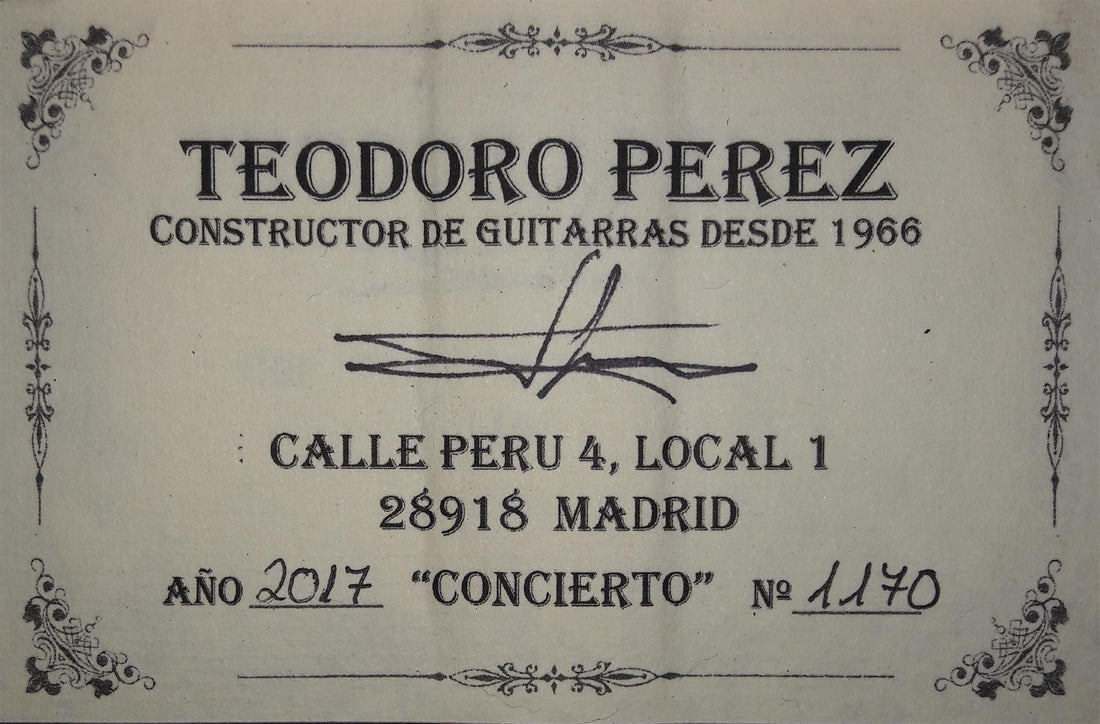 TEODORO PEREZ
CONSTRUCTOR DE GUITARRAS DESDE 1966
CALLE PERU 4, LOCAL 1
28918 MADRID
AÑO 2017 “CONCIERTO” Nº 1170